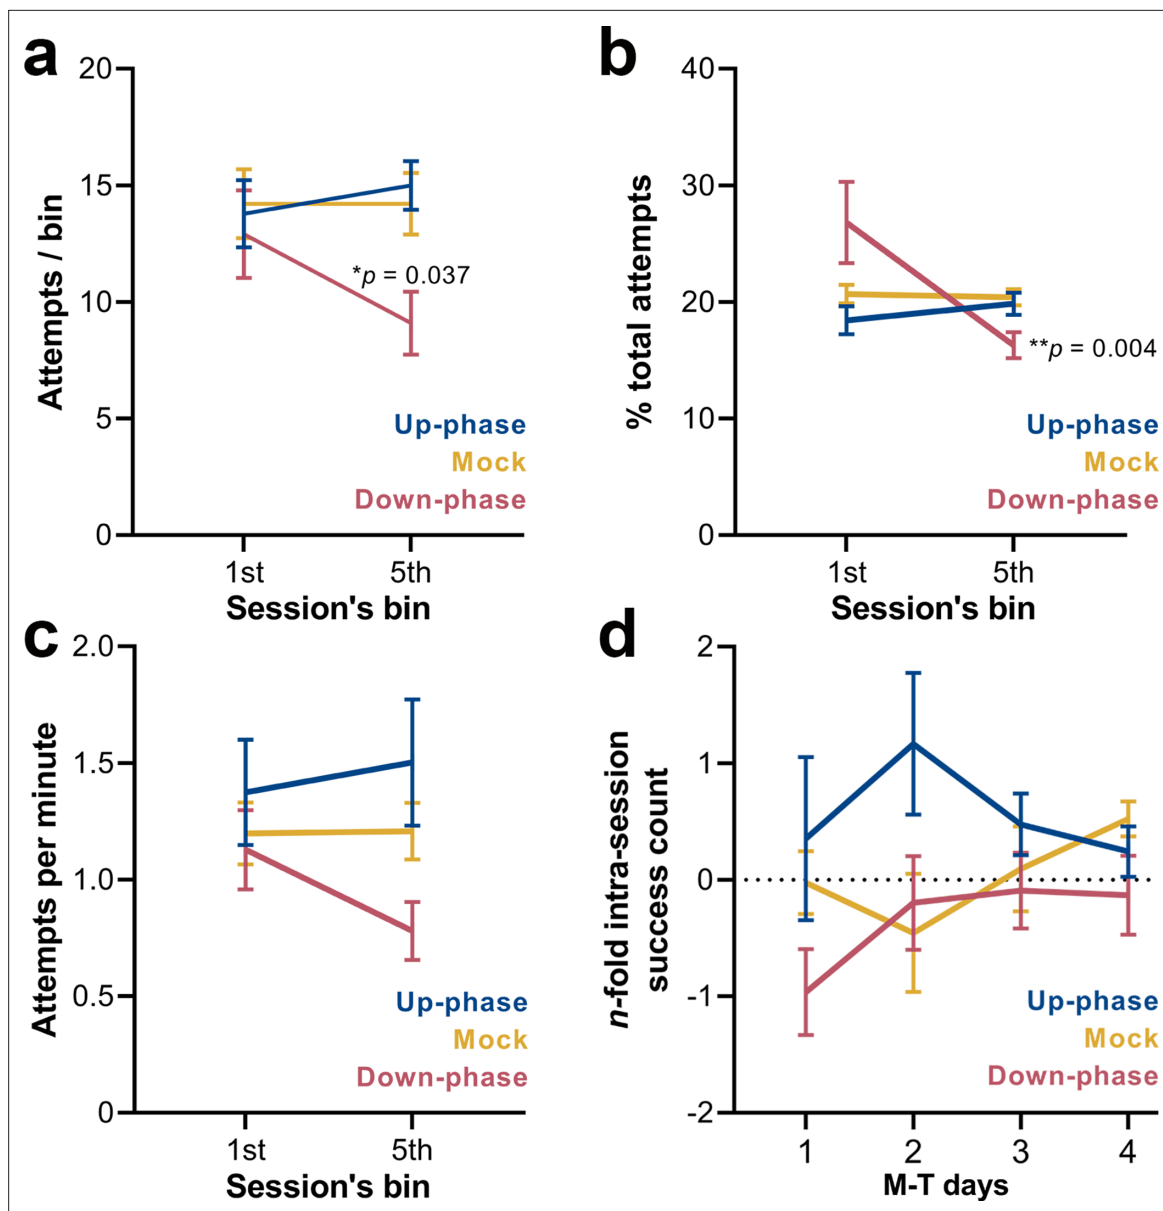 a
Attempts / bin
20
15
10
5
0
*p = 0.037
Up-phase
Mock
Down-phase
1st 5th
Session's bin
b
% total attempts
40
30
20
10
0
**p = 0.004
Up-phase
Mock
Down-phase
1st 5th
Session's bin
c
Attempts per minute
2.0
1.5
1.0
0.5
0
Up-phase
Mock
Down-phase
1st 5th
Session's bin
d
n-fold intra-session
success count
2
1
0
-1
-2
Up-phase
Mock
Down-phase
1 2 3 4
M-T days